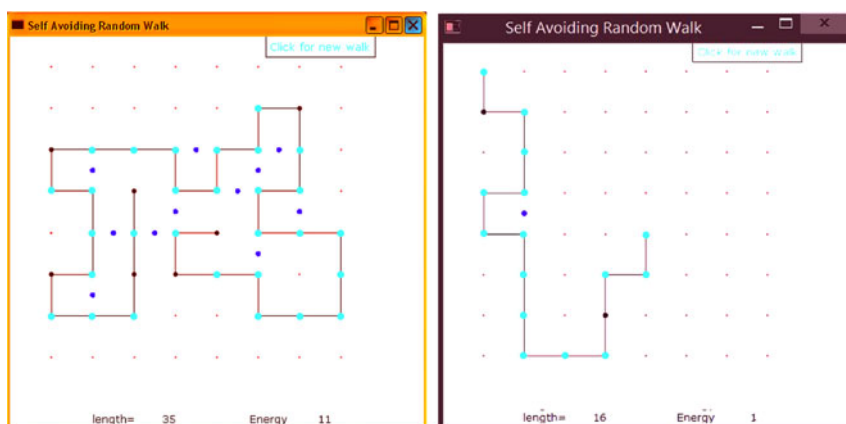 Self Avoiding Random Walk
Click for new walk
length= 35 Energy 11
Self Avoiding Random Walk
Click for new walk
length= 16 Energy 1